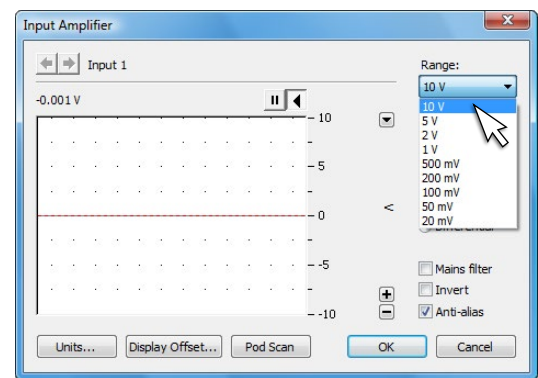 Input Amplifier
Input 1
Range:
10 V
-0.001 V
10 V
5 V
2 V
1 V
500 mV
200 mV
100 mV
50 mV
20 mV
10
5
0
-5
-10
<
Mains filter
Invert
Anti-alias
Units...
Display Offset...
Pod Scan
OK
Cancel